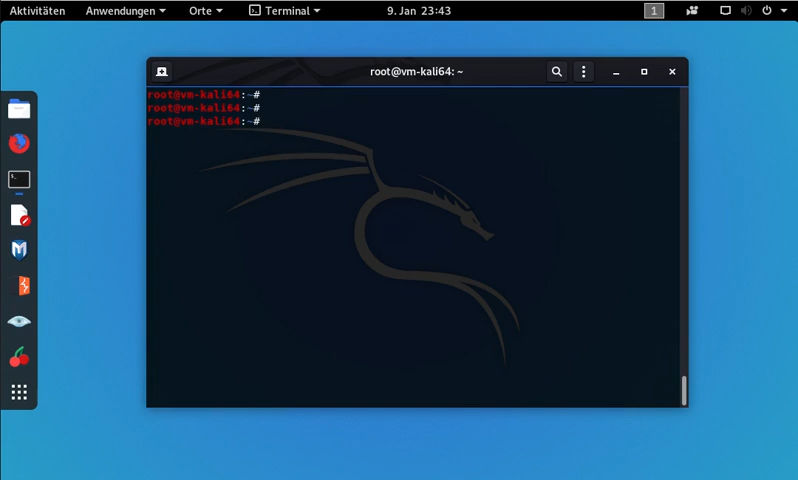 Aktivitäten Anwendungen Orte Terminal 9. Jan 23:43 1
root@vm-kali64: ~
root@vm-kali64:~#
root@vm-kali64:~#
root@vm-kali64:~#